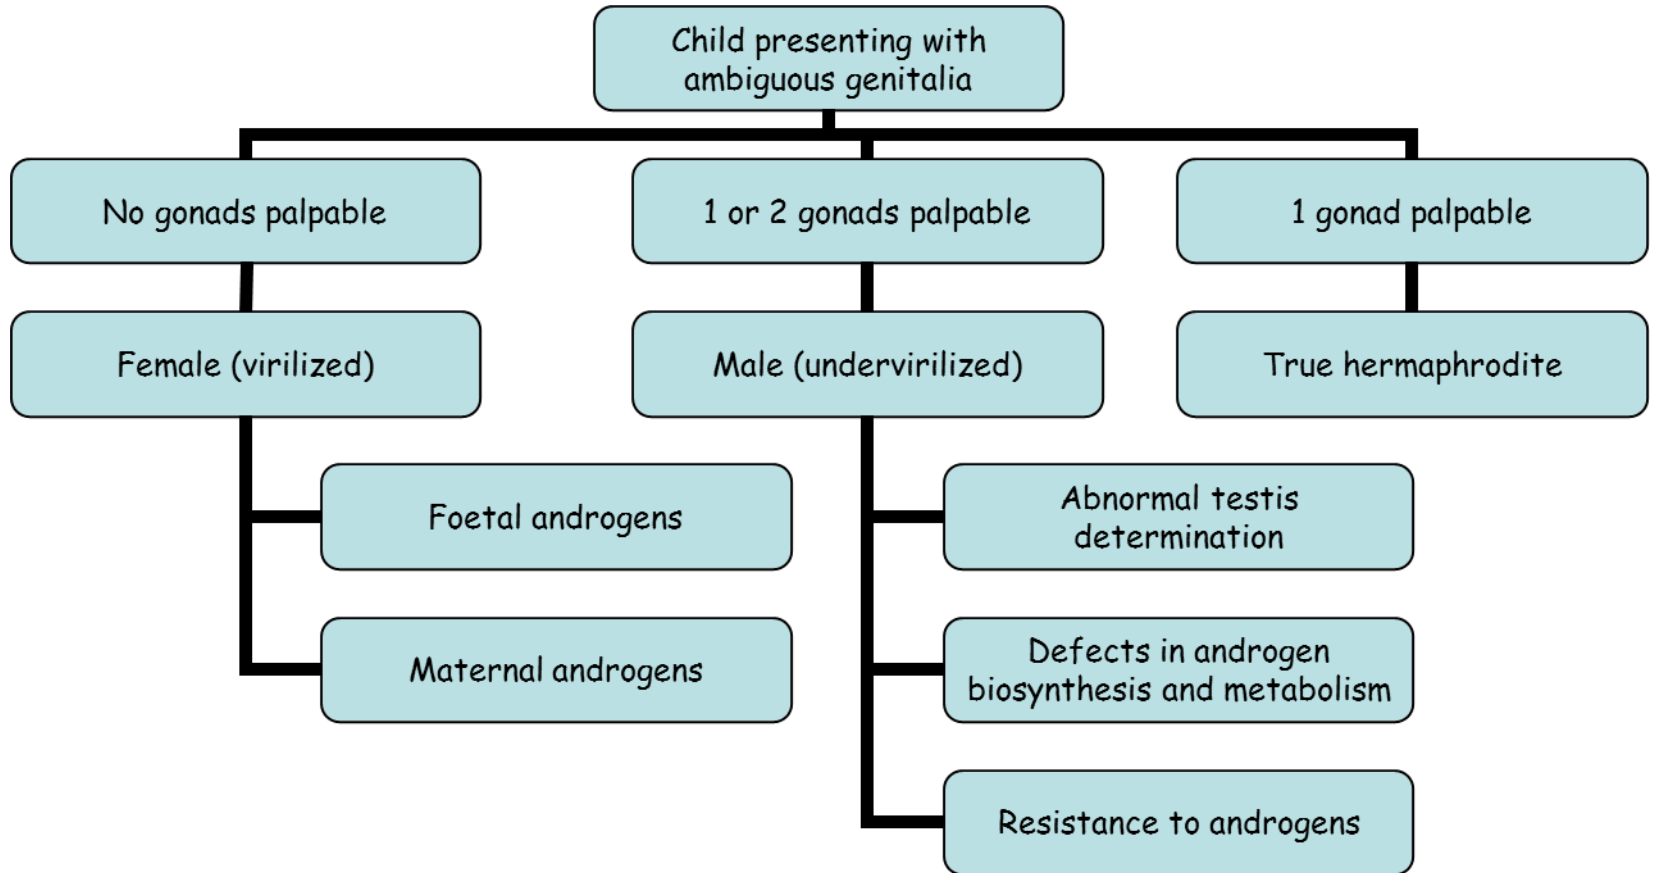 Child presenting with
ambiguous genitalia
No gonads palpable
1 or 2 gonads palpable
1 gonad palpable
Female (virilized)
Male (undervirilized)
True hermaphrodite
Foetal androgens
Abnormal testis
determination
Maternal androgens
Defects in androgen
biosynthesis and metabolism
Resistance to androgens